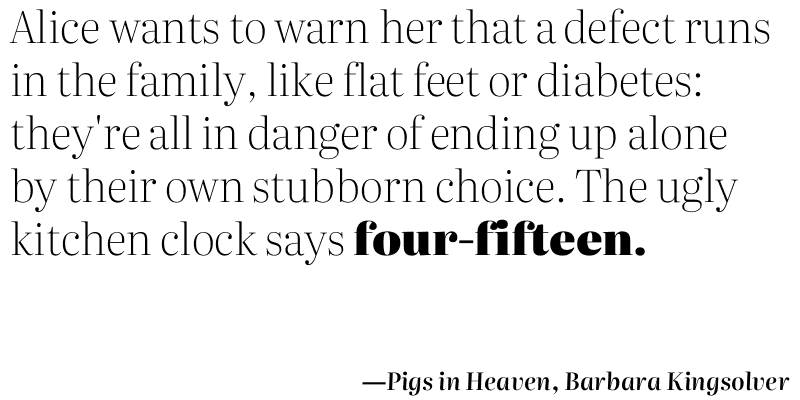 Alice wants to warn her that a defect runs
in the family, like flat feet or diabetes:
they're all in danger of ending up alone
by their own stubborn choice. The ugly
kitchen clock says four-fifteen.
—Pigs in Heaven, Barbara Kingsolver